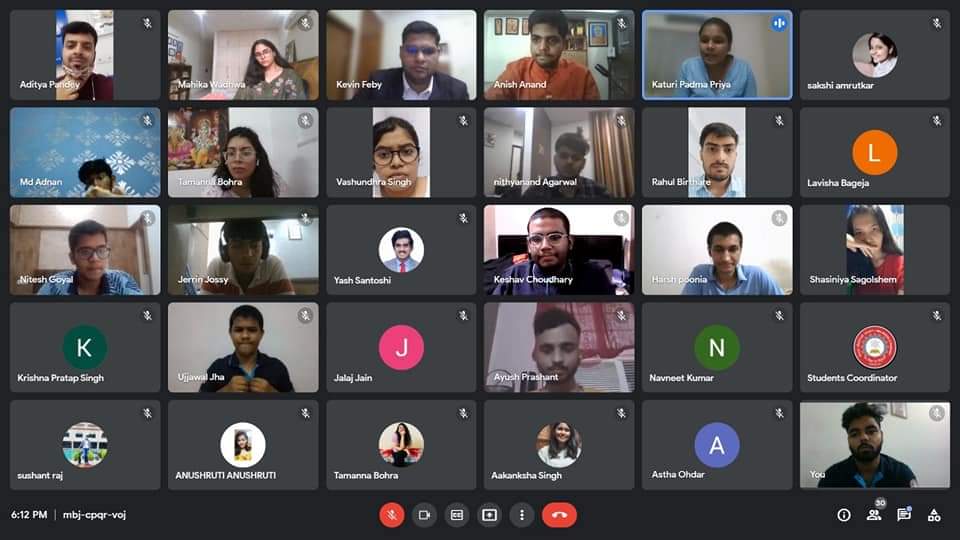 Aditya Pandey
Mahika Wadhwa
Kevin Feby
Anish Anand
Katuri Padma Priya
sakshi amrutkar
Md Adnan
Tamanna Bohra
Vashundhra Singh
nithyanand Agarwal
Rahul Birthare
L
Lavisha Bageja
Nitesh Goyal
Jerrin Jossy
Yash Santoshi
Keshav Choudhary
Harsh poonia
Shasiniya Sagolshem
K
Krishna Pratap Singh
Ujjawal Jha
J
Jalaj Jain
Ayush Prashant
N
Navneet Kumar
Students Coordinator
sushant raj
ANUSHRUTI ANUSHRUTI
Tamanna Bohra
Aakanksha Singh
A
Astha Ohdar
You
6:12 PM | mbj-cpqr-voj
30